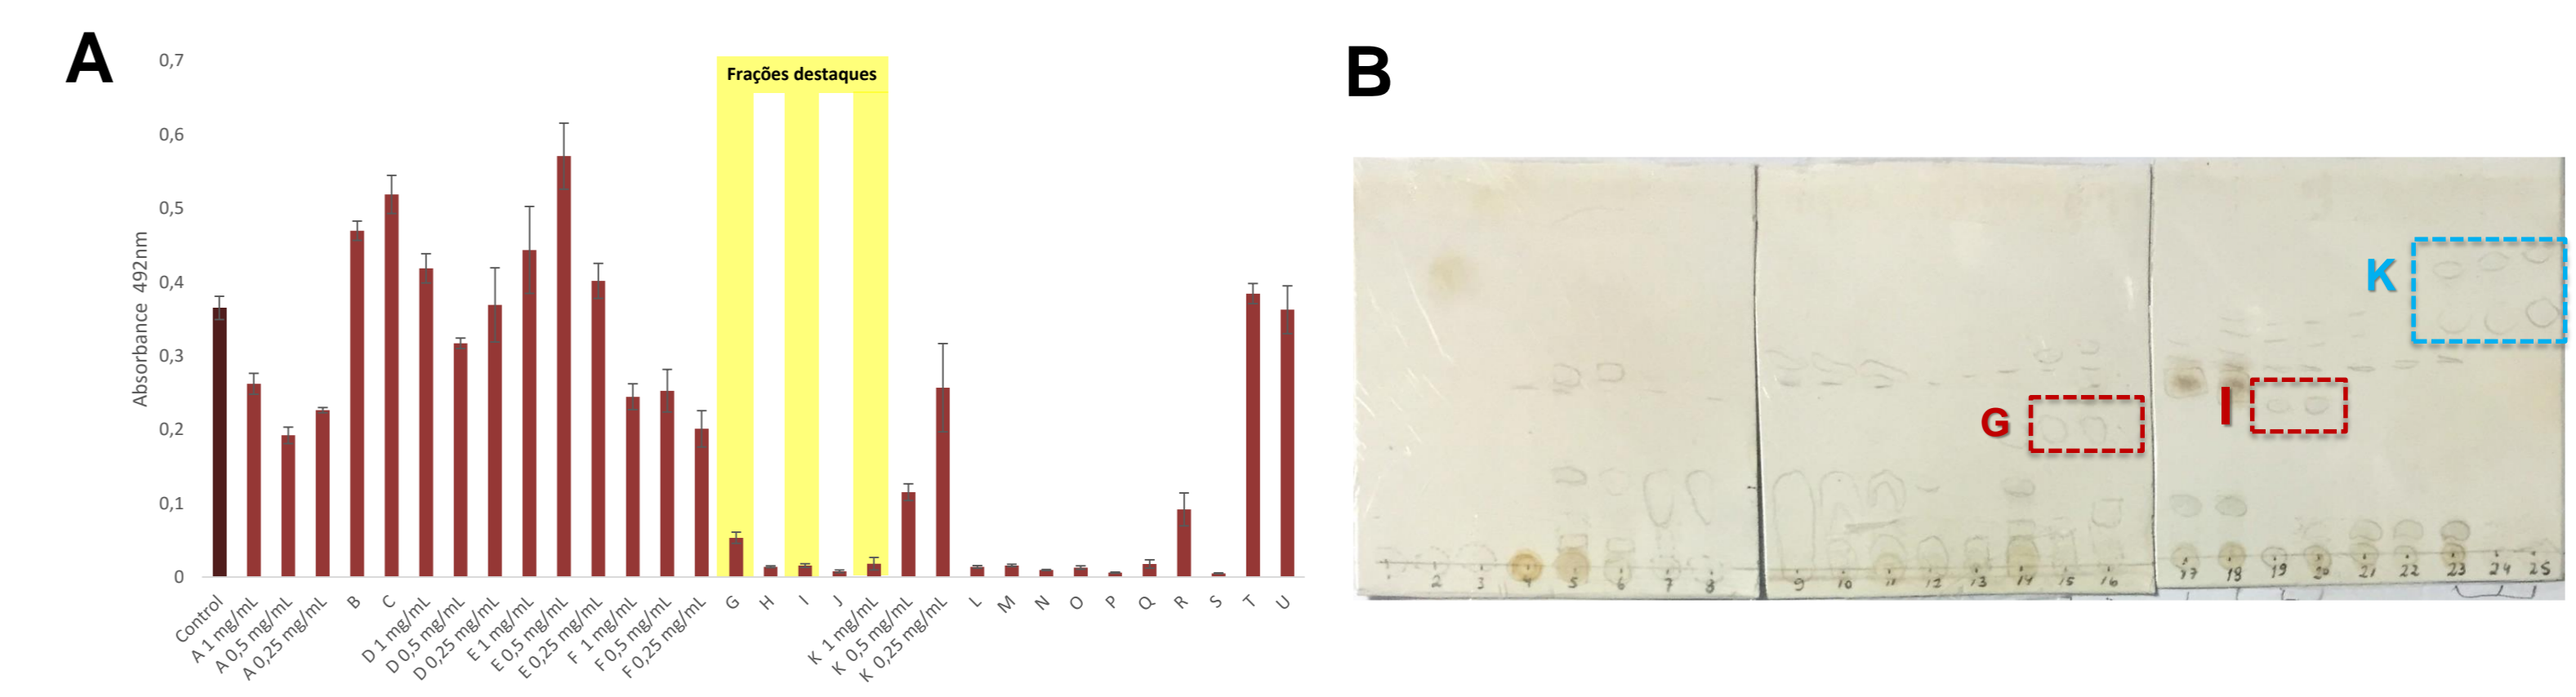 A
Absorbance 492nm
0,7
0,6
0,5
0,4
0,3
0,2
0,1
0
Frações destaques
Control
A 1 mg/mL
A 0,5 mg/mL
A 0,25 mg/mL
B
C
D 1 mg/mL
D 0,5 mg/mL
D 0,25 mg/mL
E 1 mg/mL
E 0,5 mg/mL
E 0,25 mg/mL
F 1 mg/mL
F 0,5 mg/mL
F 0,25 mg/mL
G
H
I
J
K 1 mg/mL
K 0,5 mg/mL
K 0,25 mg/mL
L
M
N
O
P
Q
R
S
T
U
B
K
G
I
1 2 3 4 5 6 7 8 9 10 11 12 13 14 15 16 17 18 19 20 21 22 23 24 25